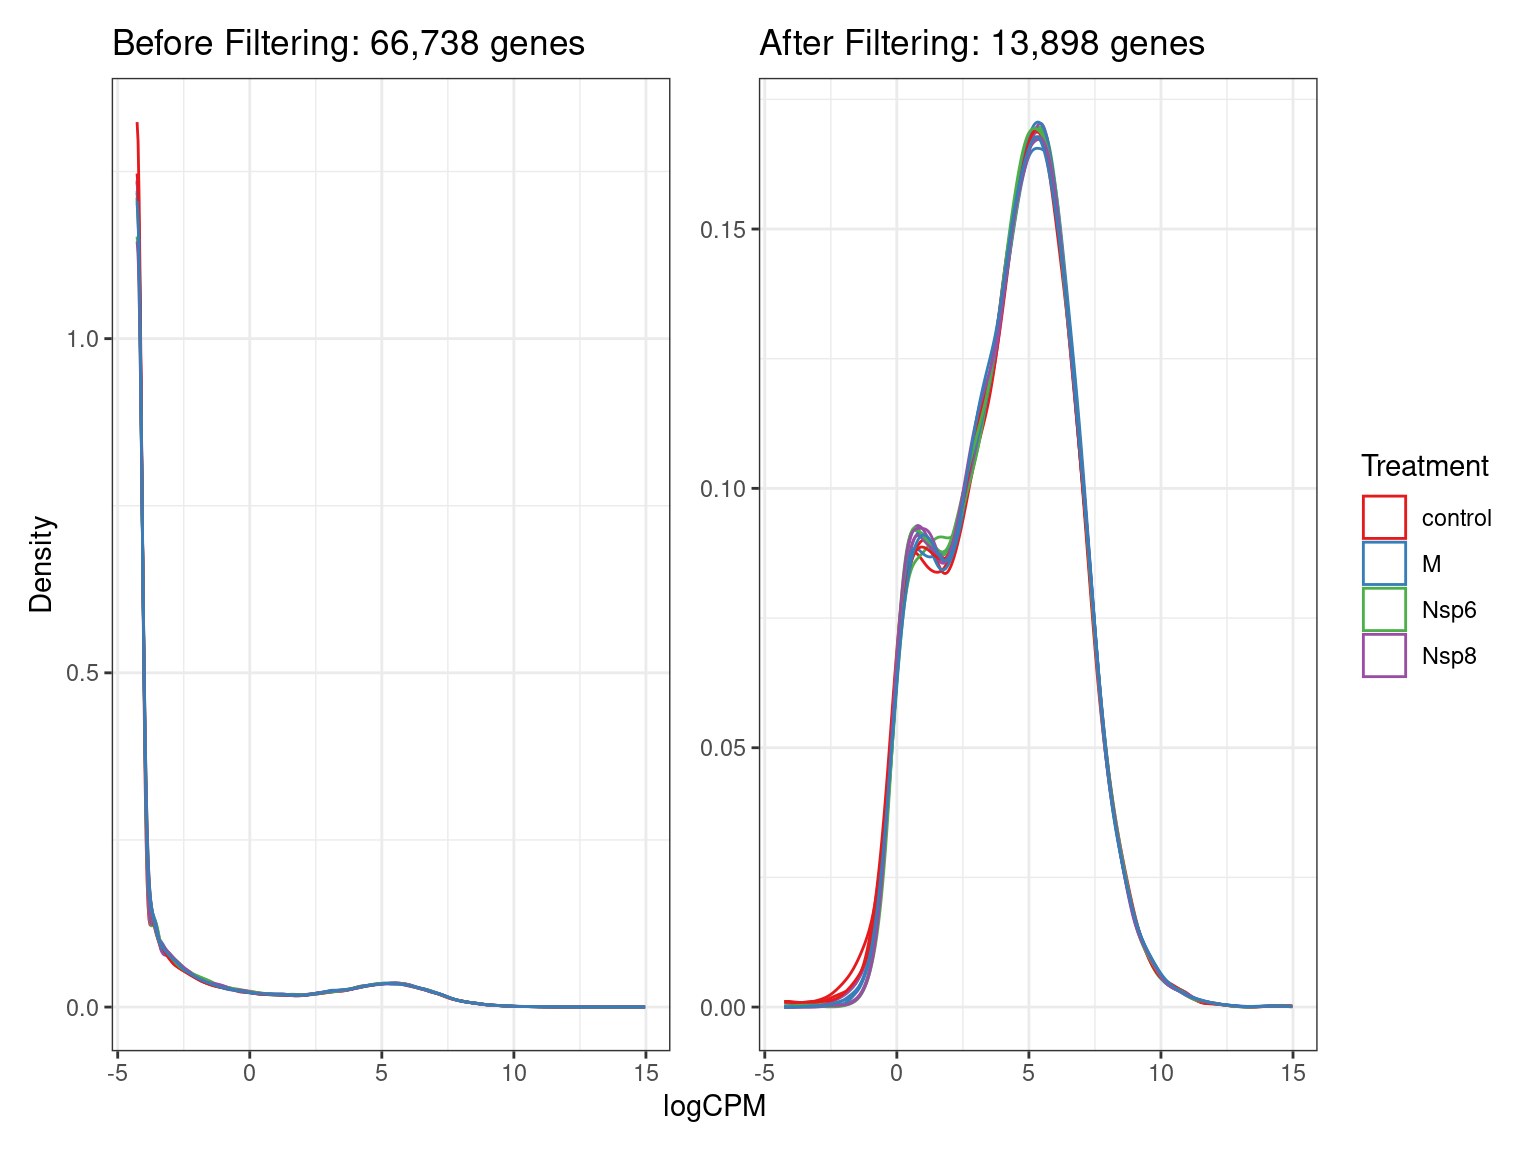 Before Filtering: 66,738 genes
After Filtering: 13,898 genes
Density
1.0
0.5
0.0
-5 0 5 10 15
0.15
0.10
0.05
0.00
-5 0 5 10 15
logCPM
Treatment
control
M
Nsp6
Nsp8